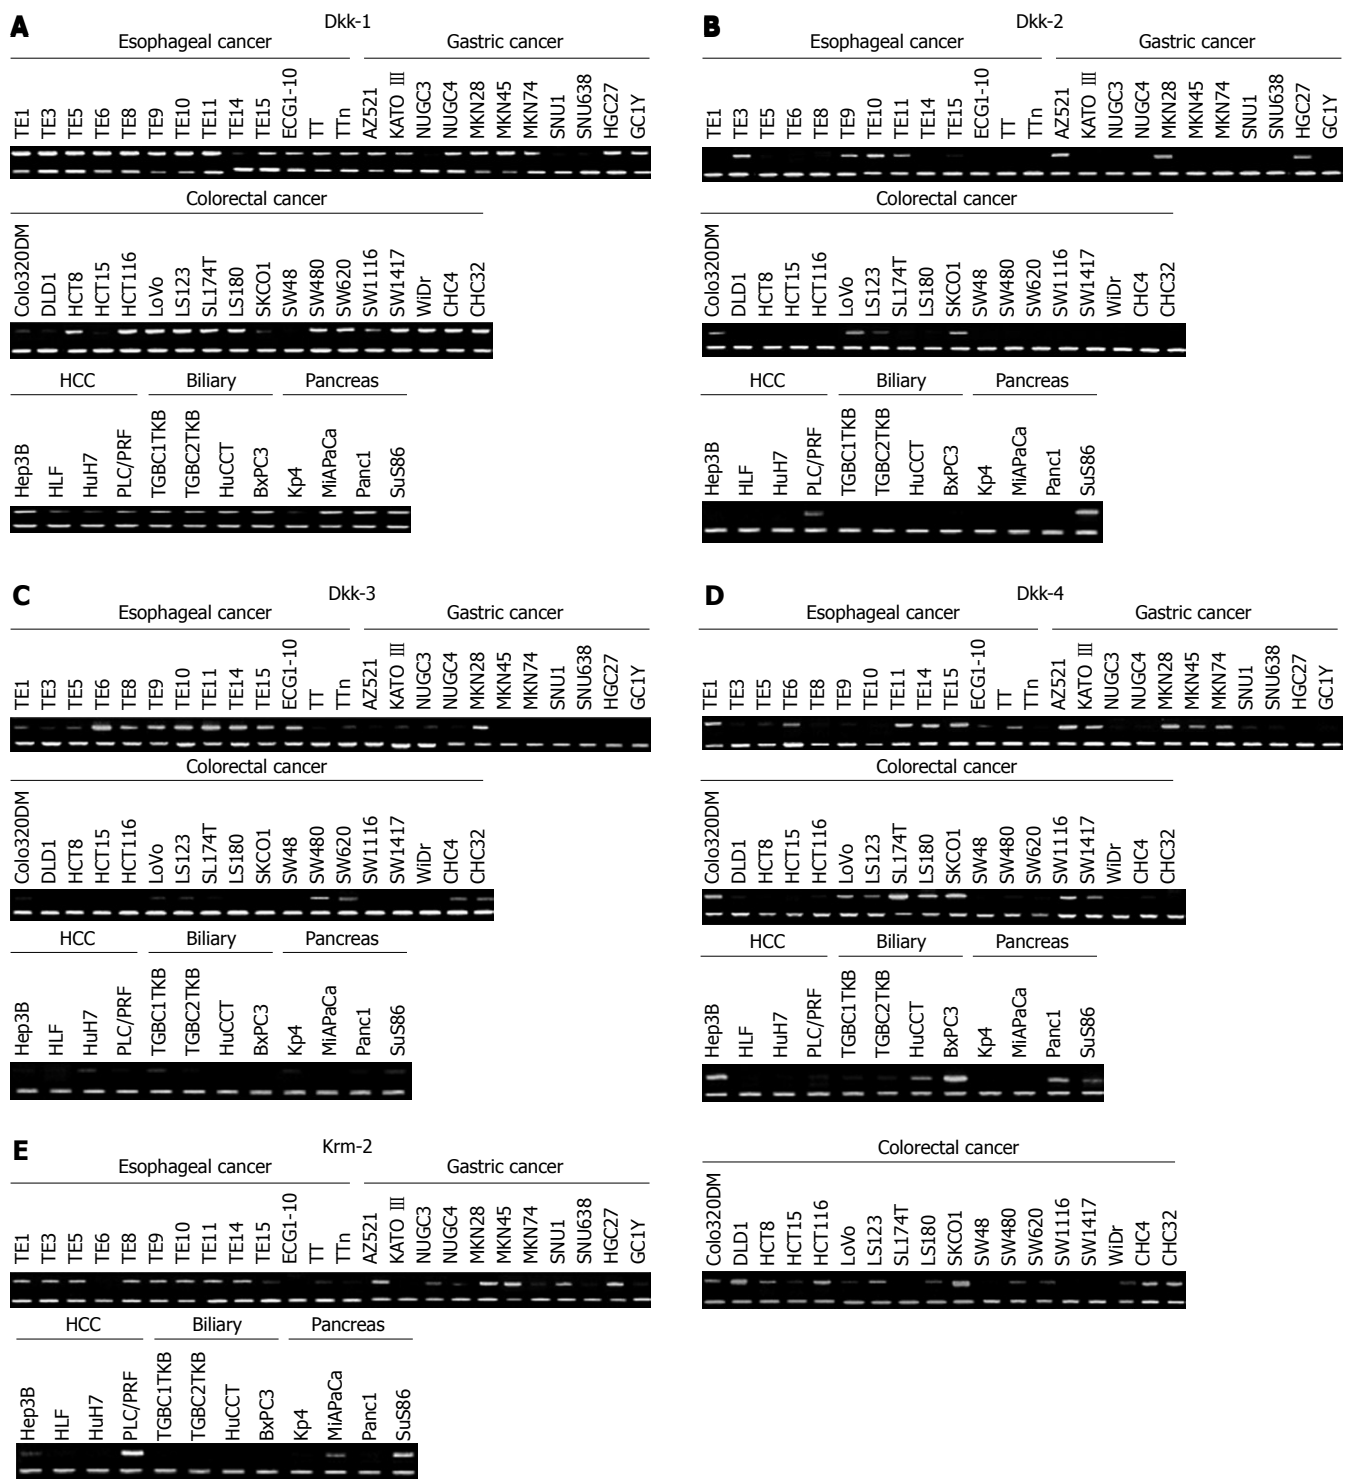 A
Dkk-1
Esophageal cancer
Gastric cancer
TE1 TE3 TE5 TE6 TE8 TE9 TE10 TE11 TE14 TE15 ECG1-10 TT TTn AZ521 KATO III NUGC3 NUGC4 MKN28 MKN45 MKN74 SNU1 SNU638 HGC27 GC1Y
Colorectal cancer
Colo320DM DLD1 HCT8 HCT15 HCT116 LoVo LS123 SL174T LS180 SKCO1 SW48 SW480 SW620 SW1116 SW1417 WiDr CHC4 CHC32
HCC
Biliary
Pancreas
Hep3B HLF HuH7 PLC/PRF TGBC1TKB TGBC2TKB HuCCT BxPC3 Kp4 MiAPaCa Panc1 SuS86
B
Dkk-2
Esophageal cancer
Gastric cancer
TE1 TE3 TE5 TE6 TE8 TE9 TE10 TE11 TE14 TE15 ECG1-10 TT TTn AZ521 KATO III NUGC3 NUGC4 MKN28 MKN45 MKN74 SNU1 SNU638 HGC27 GC1Y
Colorectal cancer
Colo320DM DLD1 HCT8 HCT15 HCT116 LoVo LS123 SL174T LS180 SKCO1 SW48 SW480 SW620 SW1116 SW1417 WiDr CHC4 CHC32
HCC
Biliary
Pancreas
Hep3B HLF HuH7 PLC/PRF TGBC1TKB TGBC2TKB HuCCT BxPC3 Kp4 MiAPaCa Panc1 SuS86
C
Dkk-3
Esophageal cancer
Gastric cancer
TE1 TE3 TE5 TE6 TE8 TE9 TE10 TE11 TE14 TE15 ECG1-10 TT TTn AZ521 KATO III NUGC3 NUGC4 MKN28 MKN45 MKN74 SNU1 SNU638 HGC27 GC1Y
Colorectal cancer
Colo320DM DLD1 HCT8 HCT15 HCT116 LoVo LS123 SL174T LS180 SKCO1 SW48 SW480 SW620 SW1116 SW1417 WiDr CHC4 CHC32
HCC
Biliary
Pancreas
Hep3B HLF HuH7 PLC/PRF TGBC1TKB TGBC2TKB HuCCT BxPC3 Kp4 MiAPaCa Panc1 SuS86
D
Dkk-4
Esophageal cancer
Gastric cancer
TE1 TE3 TE5 TE6 TE8 TE9 TE10 TE11 TE14 TE15 ECG1-10 TT TTn AZ521 KATO III NUGC3 NUGC4 MKN28 MKN45 MKN74 SNU1 SNU638 HGC27 GC1Y
Colorectal cancer
Colo320DM DLD1 HCT8 HCT15 HCT116 LoVo LS123 SL174T LS180 SKCO1 SW48 SW480 SW620 SW1116 SW1417 WiDr CHC4 CHC32
HCC
Biliary
Pancreas
Hep3B HLF HuH7 PLC/PRF TGBC1TKB TGBC2TKB HuCCT BxPC3 Kp4 MiAPaCa Panc1 SuS86
E
Krm-2
Esophageal cancer
Gastric cancer
TE1 TE3 TE5 TE6 TE8 TE9 TE10 TE11 TE14 TE15 ECG1-10 TT TTn AZ521 KATO III NUGC3 NUGC4 MKN28 MKN45 MKN74 SNU1 SNU638 HGC27 GC1Y
Colorectal cancer
Colo320DM DLD1 HCT8 HCT15 HCT116 LoVo LS123 SL174T LS180 SKCO1 SW48 SW480 SW620 SW1116 SW1417 WiDr CHC4 CHC32
HCC
Biliary
Pancreas
Hep3B HLF HuH7 PLC/PRF TGBC1TKB TGBC2TKB HuCCT BxPC3 Kp4 MiAPaCa Panc1 SuS86